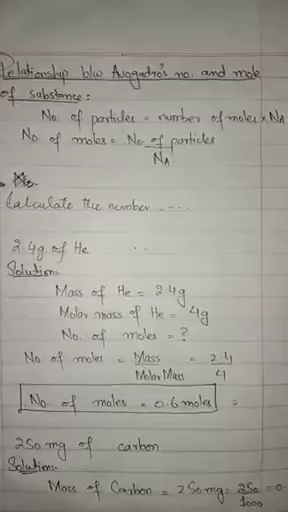 Relationship b/w Avogadro's no. and mole
of substance:
No. of particles = number of moles × NA
No. of moles = No. of particles
NA
Calculate the number ....
2.4g of He ..
Solution:-
Mass of He = 2.4g
Molar mass of He = 4g
No. of moles = ?
No. of moles = Mass = 2.4
Molar Mass 4
No. of moles = 0.6 moles =
250 mg of carbon
Solution:-
Mass of Carbon = 250mg = 250 = 0.
1000